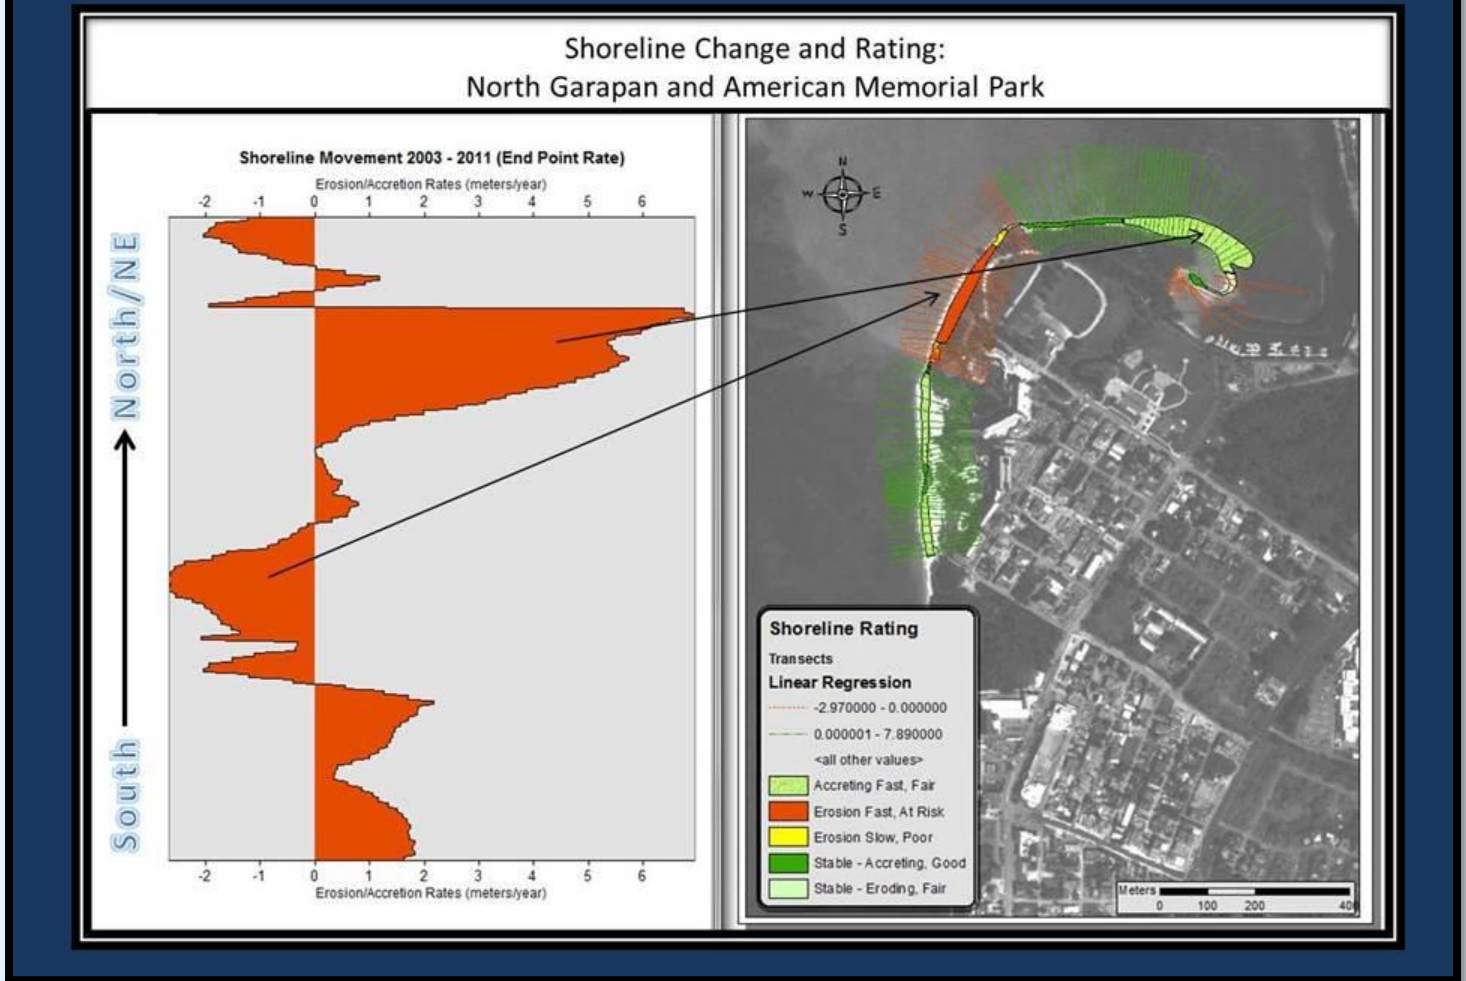 Shoreline Change and Rating:
North Garapan and American Memorial Park
Shoreline Movement 2003 - 2011 (End Point Rate)
Erosion/Accretion Rates (meters/year)
-2 -1 0 1 2 3 4 5 6
North/NE
South
-2 -1 0 1 2 3 4 5 6
Erosion/Accretion Rates (meters/year)
N
W E
S
Shoreline Rating
Transects
Linear Regression
-2.970000 - 0.000000
0.000001 - 7.890000
<all other values>
Accreting Fast, Fair
Erosion Fast, At Risk
Erosion Slow, Poor
Stable - Accreting, Good
Stable - Eroding, Fair
Meters
0 100 200 400